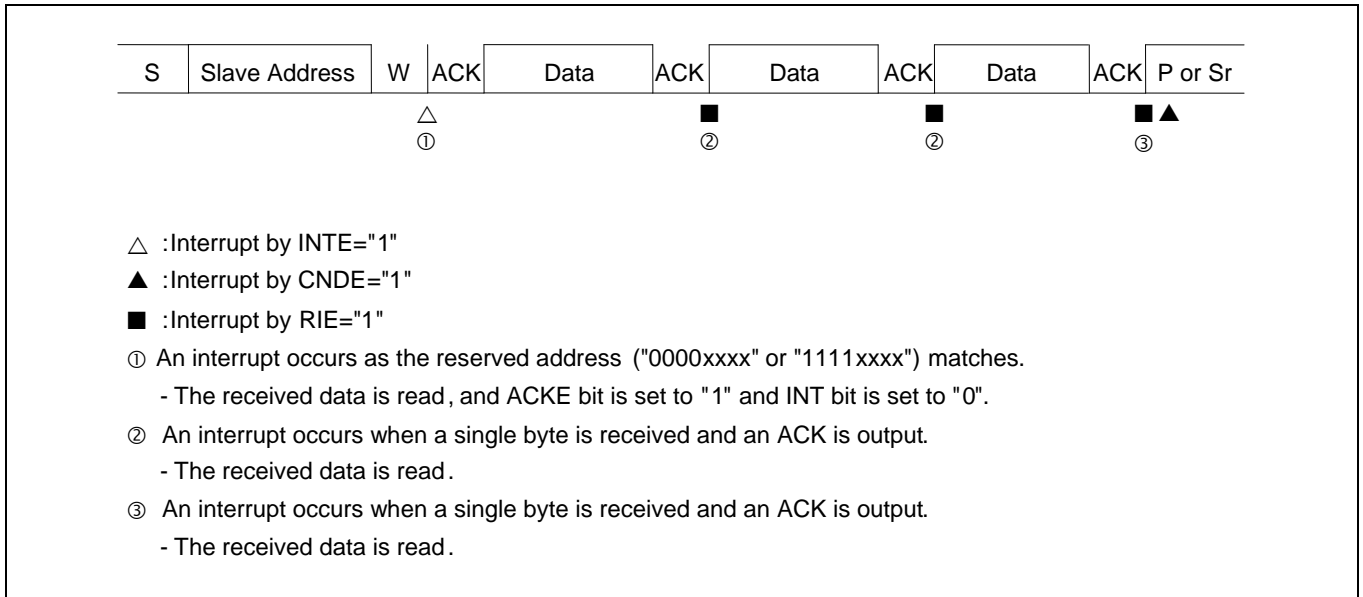 S Slave Address W ACK Data ACK Data ACK Data ACK P or Sr
△ ■ ■ ■ ▲
① ② ② ③
△ :Interrupt by INTE="1"
▲ :Interrupt by CNDE="1"
■ :Interrupt by RIE="1"
① An interrupt occurs as the reserved address ("0000xxxx" or "1111xxxx") matches.
- The received data is read, and ACKE bit is set to "1" and INT bit is set to "0".
② An interrupt occurs when a single byte is received and an ACK is output.
- The received data is read.
③ An interrupt occurs when a single byte is received and an ACK is output.
- The received data is read.